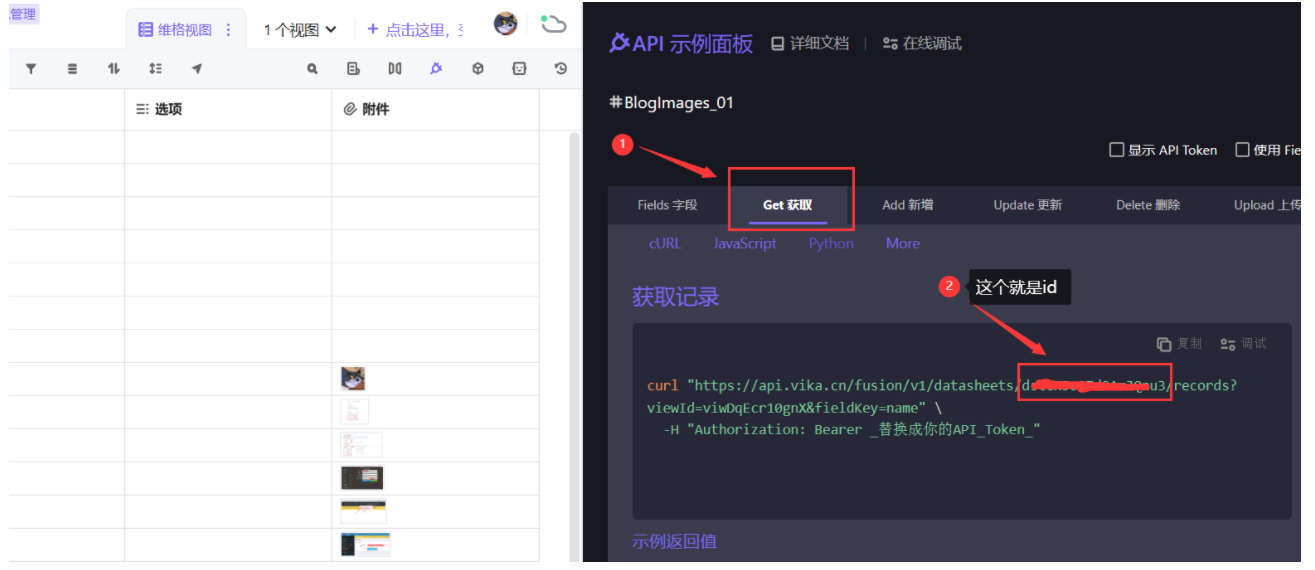 管理
维格视图
1 个视图
+ 点击这里,
选项
附件
API 示例面板
详细文档
在线调试
#BlogImages_01
1
显示 API Token
使用 Fie
Fields 字段
Get 获取
Add 新增
Update 更新
Delete 删除
Upload 上传
cURL
JavaScript
Python
More
获取记录
2
这个就是id
复制
调试
curl "https://api.vika.cn/fusion/v1/datasheets/ /records?
viewId=viwDqEcr10gnX&fieldKey=name" \
-H "Authorization: Bearer _替换成你的API_Token_"
示例返回值